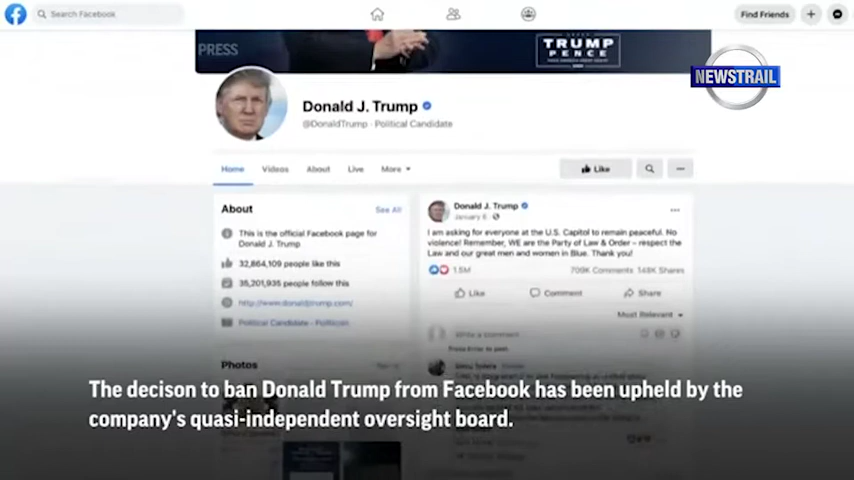 Search Facebook
Find Friends
PRESS
TRUMP
PENCE
NEWSTRAIL
Donald J. Trump
@DonaldTrump · Political Candidate
Home Videos About Live More
Like
About See All
This is the official Facebook page for
Donald J. Trump
32,864,109 people like this
35,201,935 people follow this
http://www.donaldjtrump.com/
Political Candidate · Politician
Photos
Donald J. Trump
January 6
I am asking for everyone at the U.S. Capitol to remain peaceful. No
violence! Remember, WE are the Party of Law & Order – respect the
Law and our great men and women in Blue. Thank you!
1.5M 709K Comments 148K Shares
Like Comment Share
Most Relevant
Write a comment
Press Enter to post.
The decison to ban Donald Trump from Facebook has been upheld by the
company's quasi-independent oversight board.